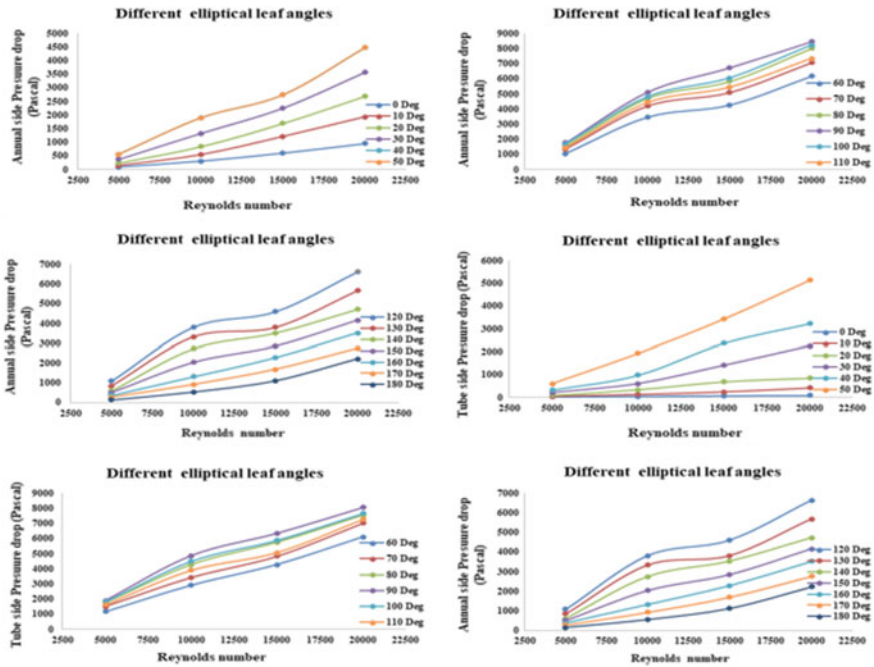 Different elliptical leaf angles
Annual side Pressuure drop
(Pascal)
5000
4500
4000
3500
3000
2500
2000
1500
1000
500
0
2500 5000 7500 10000 12500 15000 17500 20000 22500
Reynolds number
0 Deg
10 Deg
20 Deg
30 Deg
40 Deg
50 Deg
Different elliptical leaf angles
Annual side Pressuure drop
(Pascal)
9000
8000
7000
6000
5000
4000
3000
2000
1000
0
2500 5000 7500 10000 12500 15000 17500 20000 22500
Reynolds number
60 Deg
70 Deg
80 Deg
90 Deg
100 Deg
110 Deg
Different elliptical leaf angles
Annual side Pressuure drop
(Pascal)
7000
6000
5000
4000
3000
2000
1000
0
2500 5000 7500 10000 12500 15000 17500 20000 22500
Reynolds number
120 Deg
130 Deg
140 Deg
150 Deg
160 Deg
170 Deg
180 Deg
Different elliptical leaf angles
Tube side Pressuure drop (Pascal)
6000
5000
4000
3000
2000
1000
0
2500 5000 7500 10000 12500 15000 17500 20000 22500
Reynolds number
0 Deg
10 Deg
20 Deg
30 Deg
40 Deg
50 Deg
Different elliptical leaf angles
Tube side Pressuure drop (Pascal)
9000
8000
7000
6000
5000
4000
3000
2000
1000
0
2500 5000 7500 10000 12500 15000 17500 20000 22500
Reynolds number
60 Deg
70 Deg
80 Deg
90 Deg
100 Deg
110 Deg
Different elliptical leaf angles
Annual side Pressuure drop
(Pascal)
7000
6000
5000
4000
3000
2000
1000
0
2500 5000 7500 10000 12500 15000 17500 20000 22500
Reynolds number
120 Deg
130 Deg
140 Deg
150 Deg
160 Deg
170 Deg
180 Deg